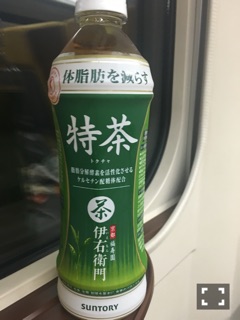 体脂肪を減らす
特茶
トクチャ
脂肪分解酵素を活性化させる
ケルセチン配糖体配合
茶
京都 福寿園
伊右衛門
SUNTORY